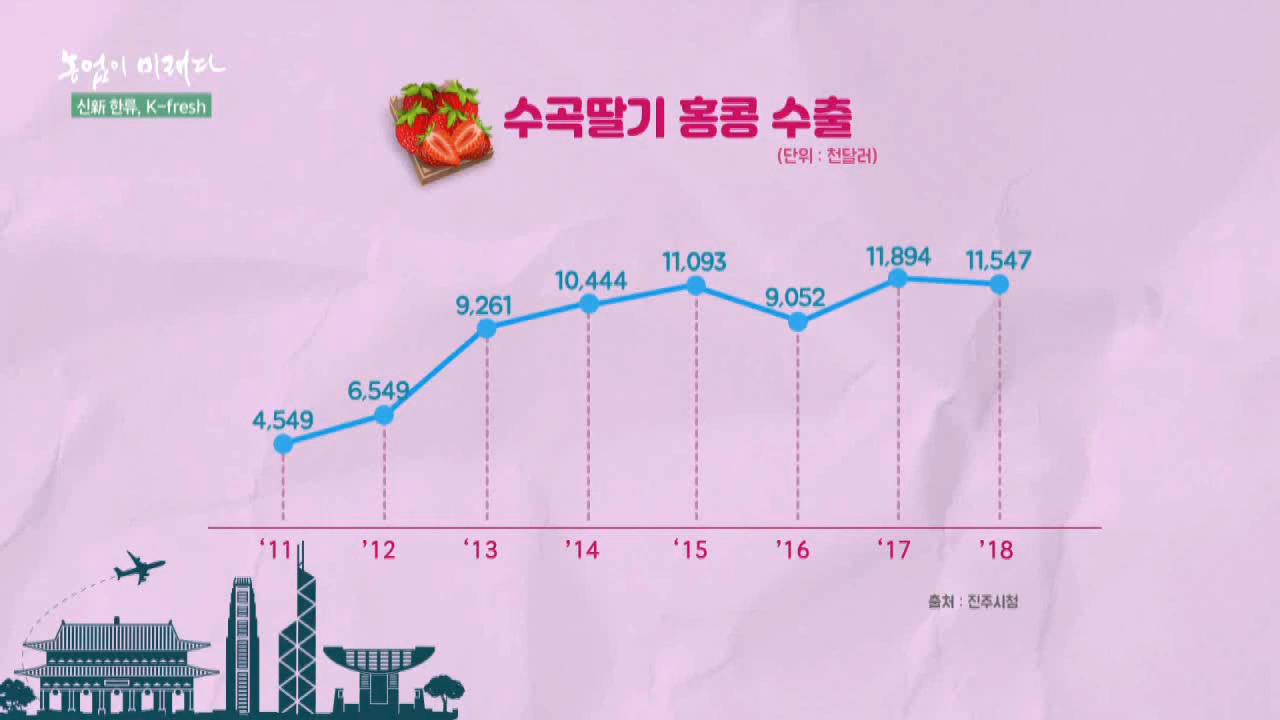 농업이 미래다
신新 한류, K-fresh
수곡딸기 홍콩 수출
(단위 : 천달러)
4,549
6,549
9,261
10,444
11,093
9,052
11,894
11,547
‘11 ’12 ‘13 ’14 ‘15 ’16 ‘17 ’18
출처 : 진주시청